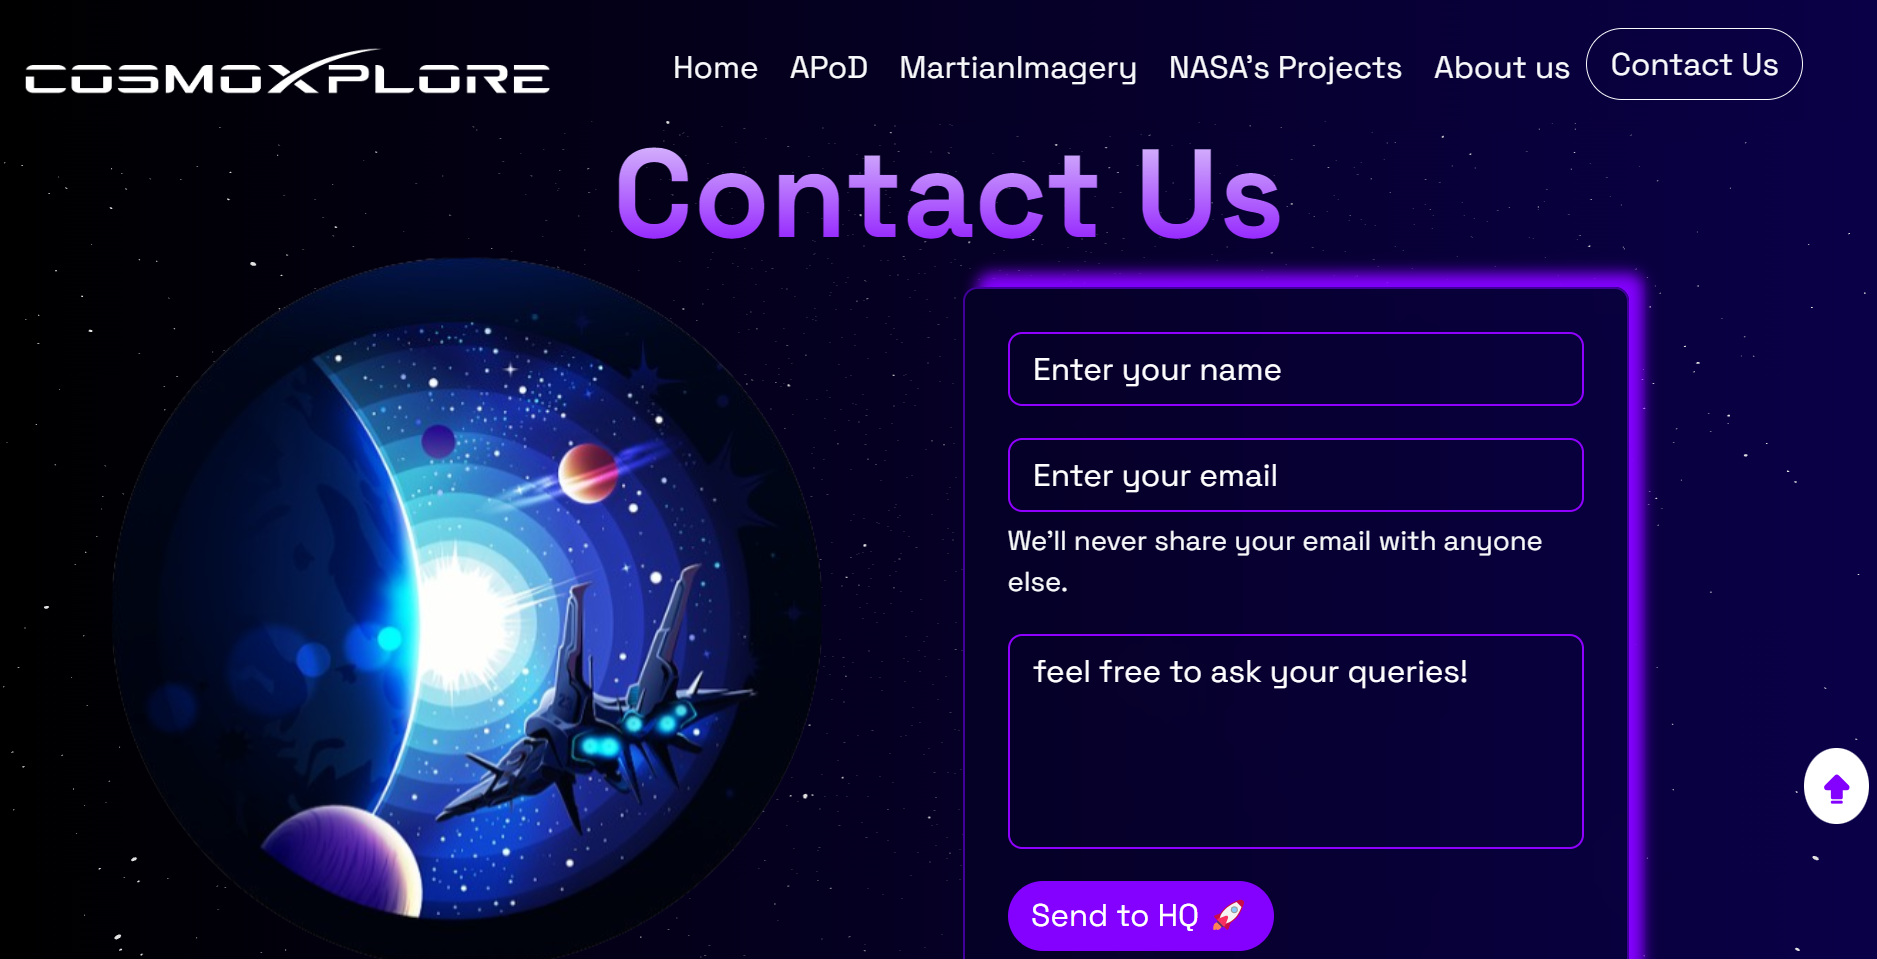 COSMOXPLORE
Home APoD MartianImagery NASA's Projects About us Contact Us
Contact Us
Enter your name
Enter your email
We'll never share your email with anyone
else.
feel free to ask your queries!
Send to HQ 🚀
23